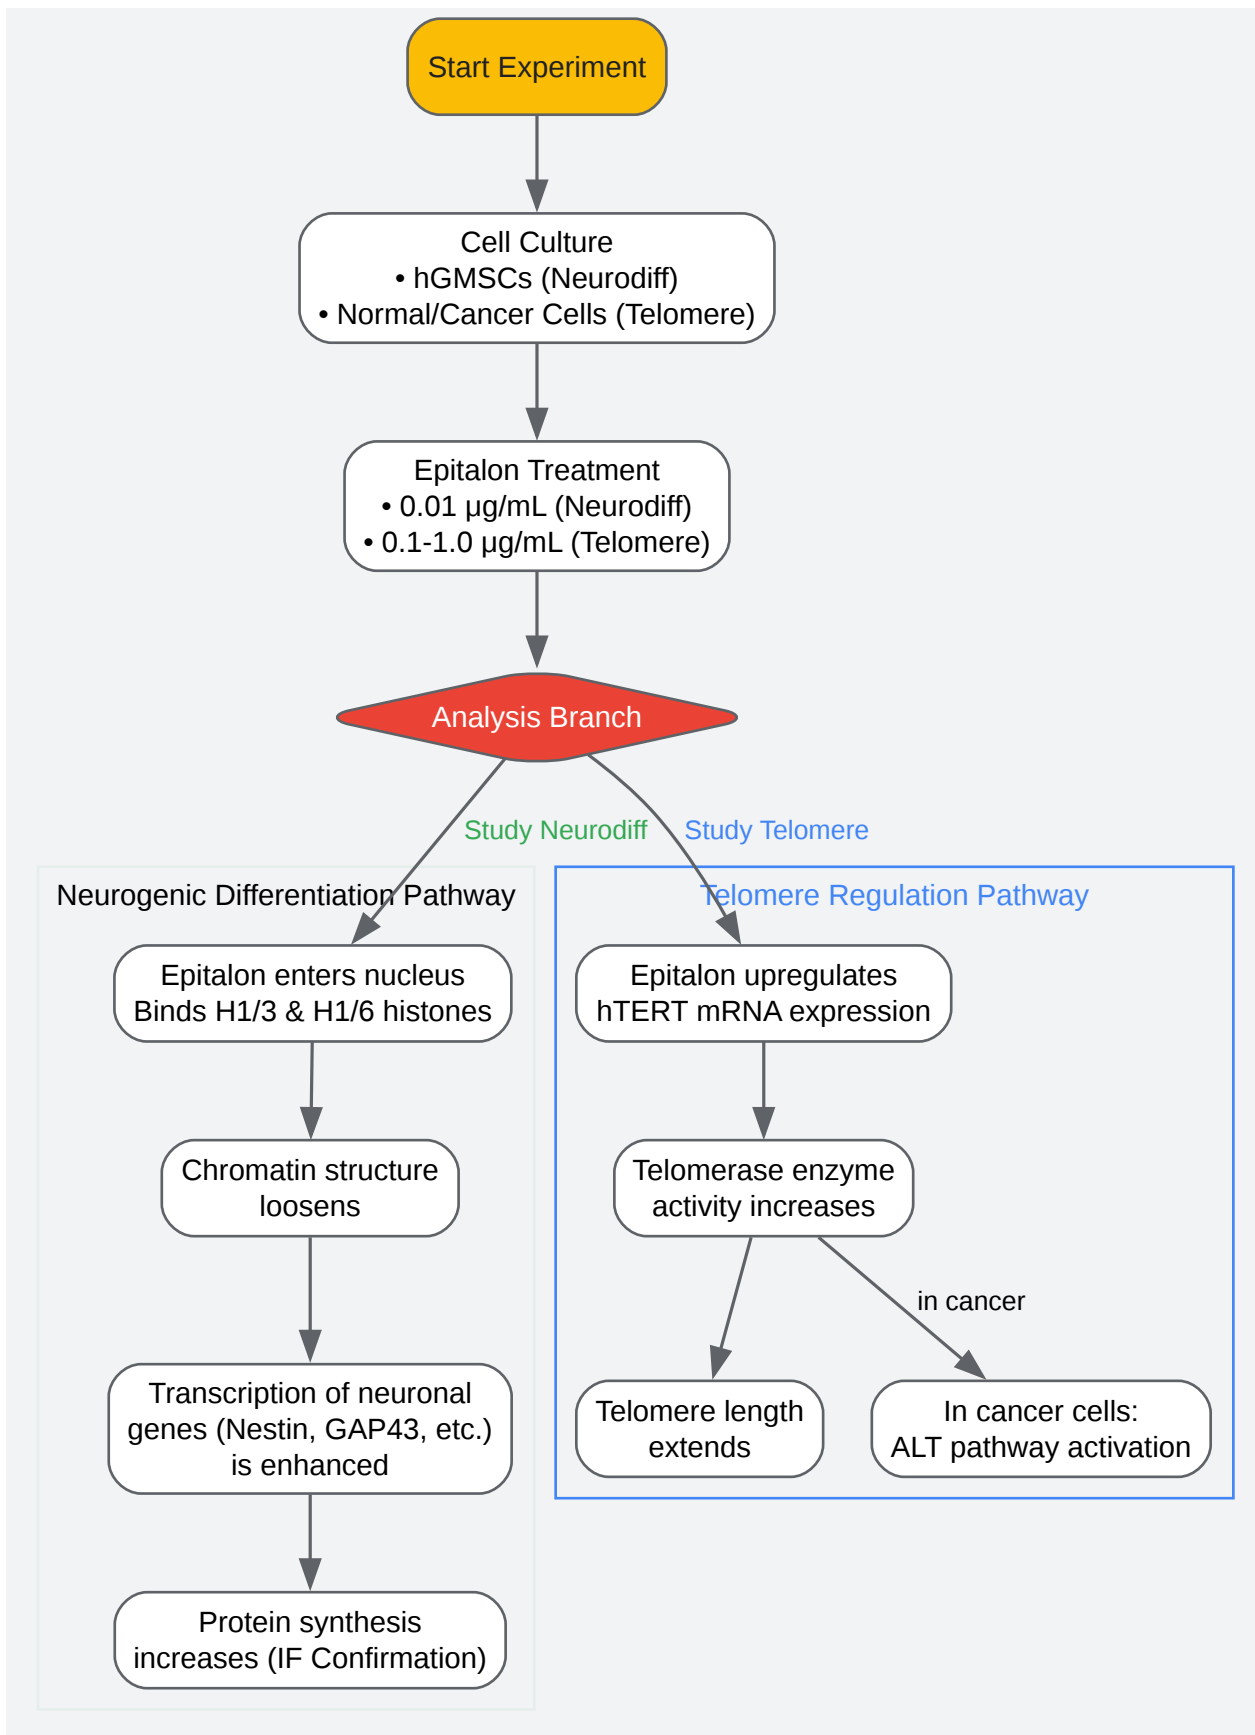 Start Experiment
Cell Culture
• hGMSCs (Neurodiff)
• Normal/Cancer Cells (Telomere)
Epitalon Treatment
• 0.01 μg/mL (Neurodiff)
• 0.1-1.0 μg/mL (Telomere)
Analysis Branch
Study Neurodiff
Study Telomere
Neurogenic Differentiation Pathway
Epitalon enters nucleus
Binds H1/3 & H1/6 histones
Chromatin structure
loosens
Transcription of neuronal
genes (Nestin, GAP43, etc.)
is enhanced
Protein synthesis
increases (IF Confirmation)
Telomere Regulation Pathway
Epitalon upregulates
hTERT mRNA expression
Telomerase enzyme
activity increases
in cancer
Telomere length
extends
In cancer cells:
ALT pathway activation